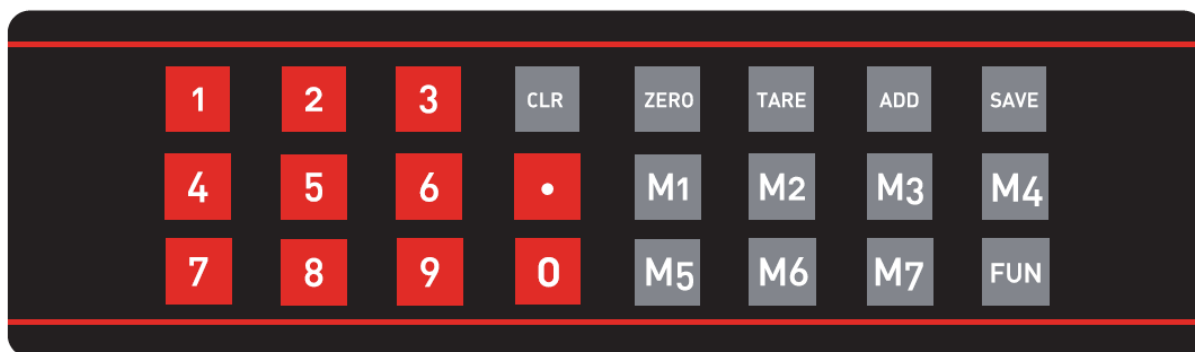 1 2 3 CLR ZERO TARE ADD SAVE
4 5 6 • M1 M2 M3 M4
7 8 9 0 M5 M6 M7 FUN